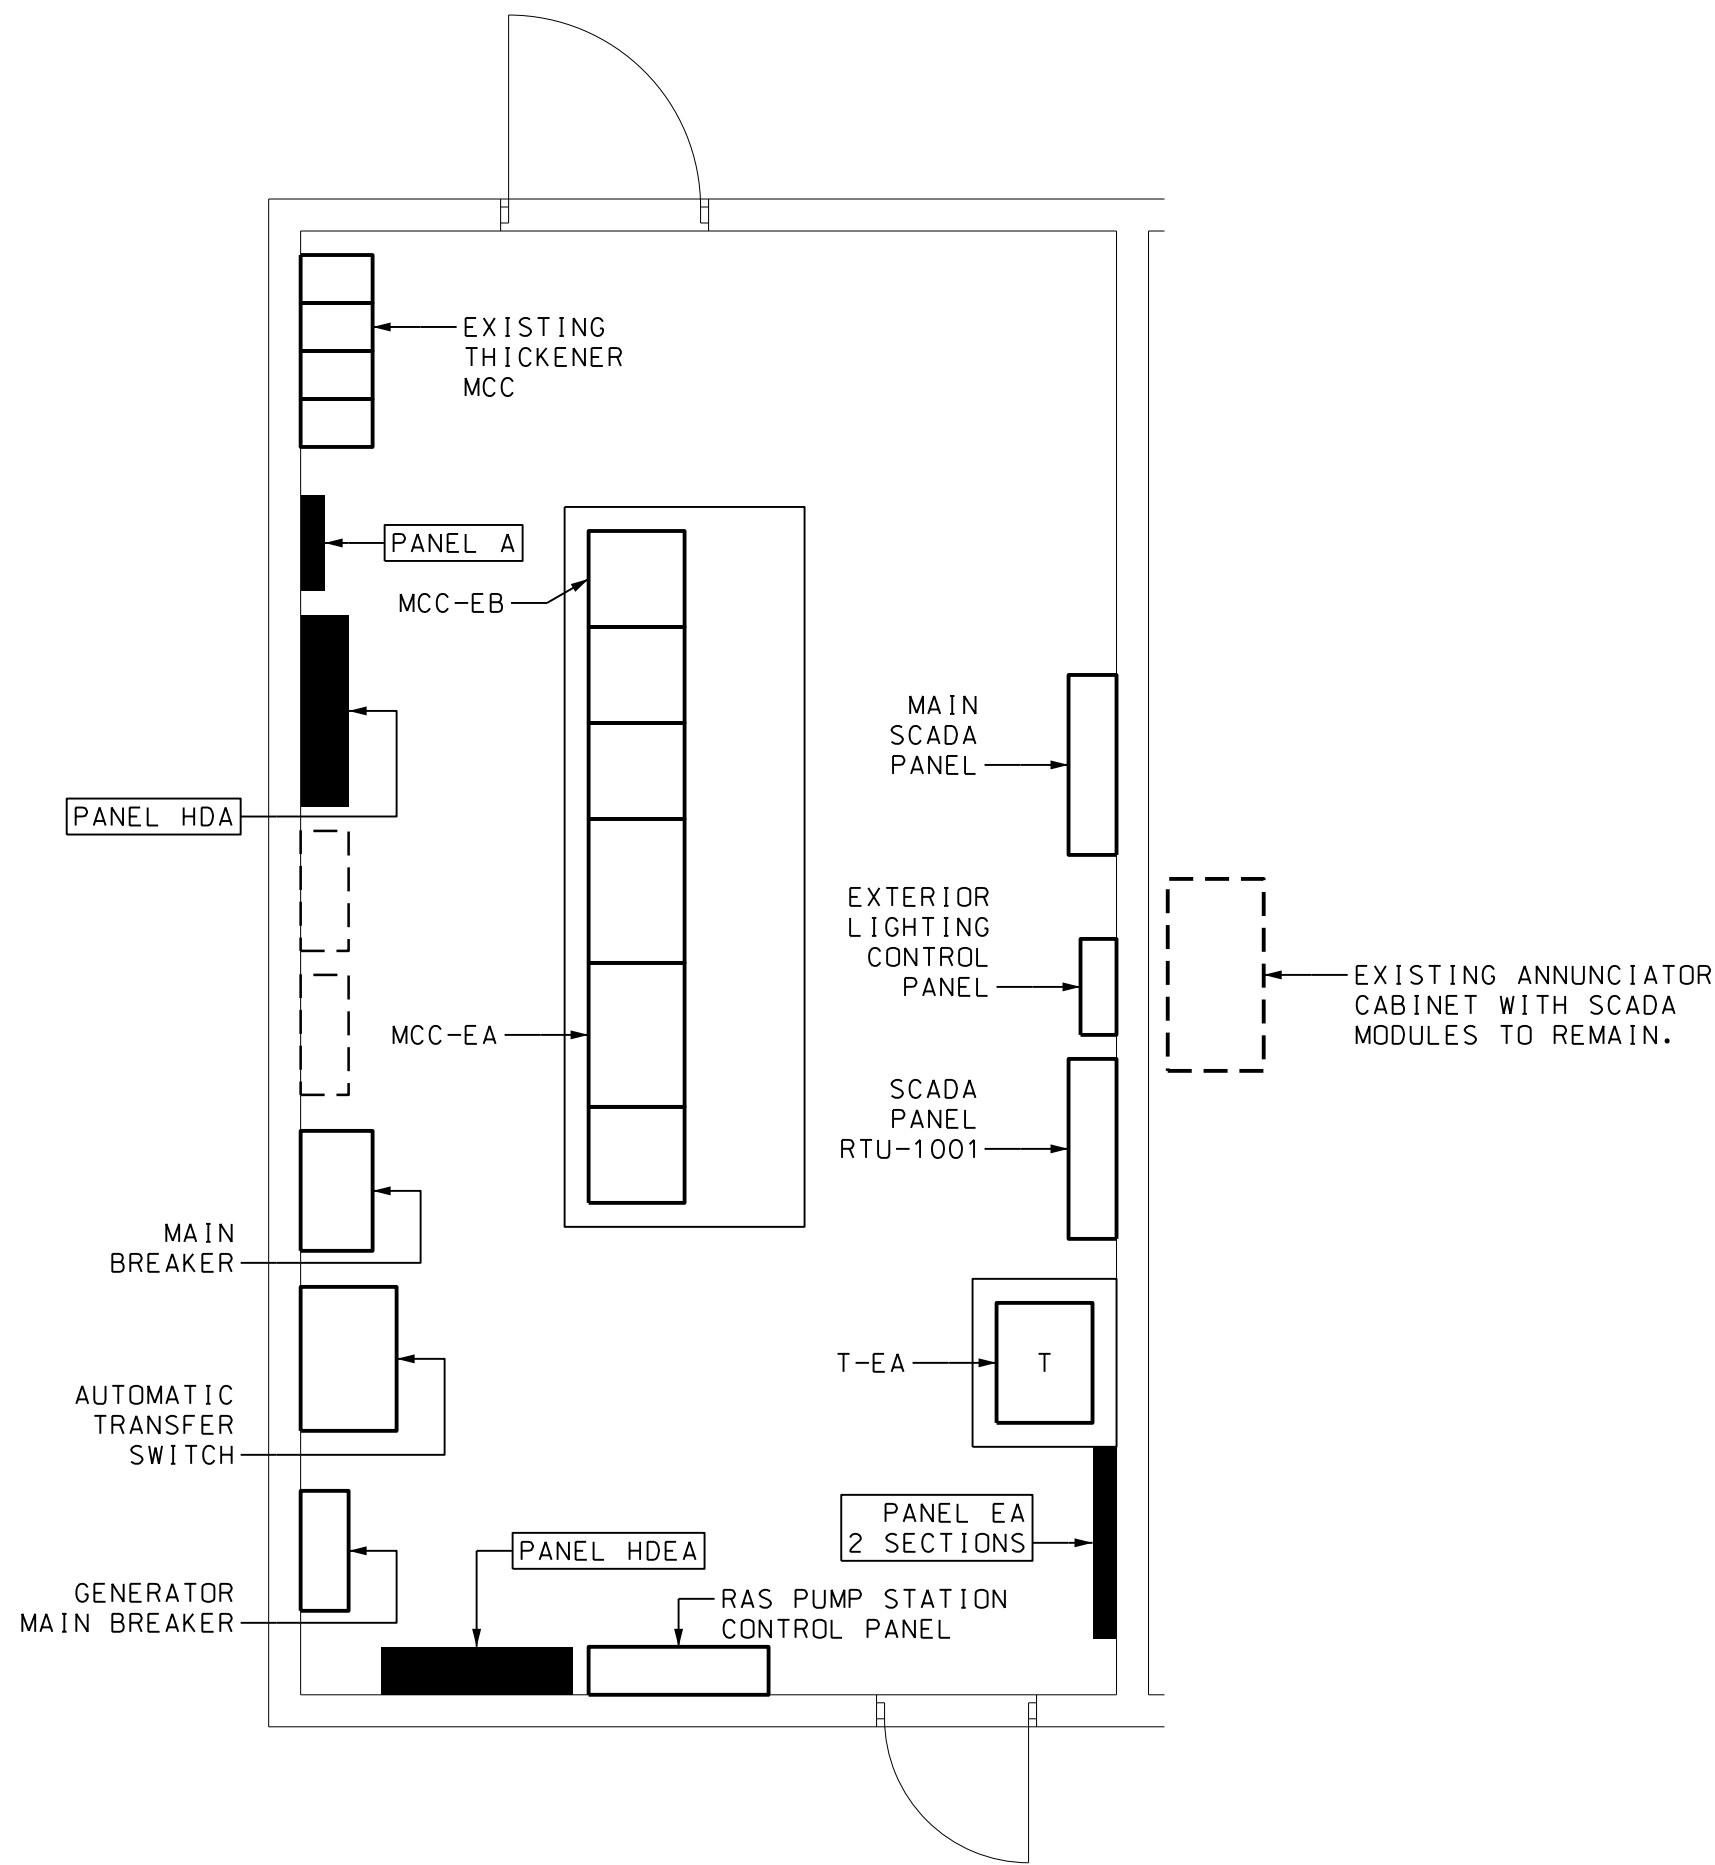 EXISTING
THICKENER
MCC
PANEL A
MCC-EB
MAIN
SCADA
PANEL
PANEL HDA
EXTERIOR
LIGHTING
CONTROL
PANEL
EXISTING ANNUNCIATOR
CABINET WITH SCADA
MODULES TO REMAIN.
MCC-EA
SCADA
PANEL
RTU-1001
MAIN
BREAKER
T-EA
T
AUTOMATIC
TRANSFER
SWITCH
PANEL EA
2 SECTIONS
PANEL HDEA
GENERATOR
MAIN BREAKER
RAS PUMP STATION
CONTROL PANEL